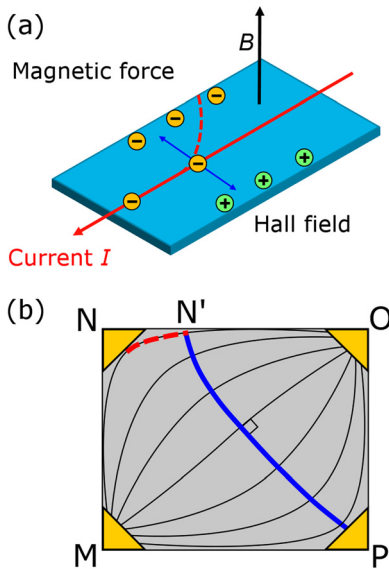 (a)
B
Magnetic force
−
−
−
−
−
+
+
+
Hall field
Current I
(b)
N N' O
M P